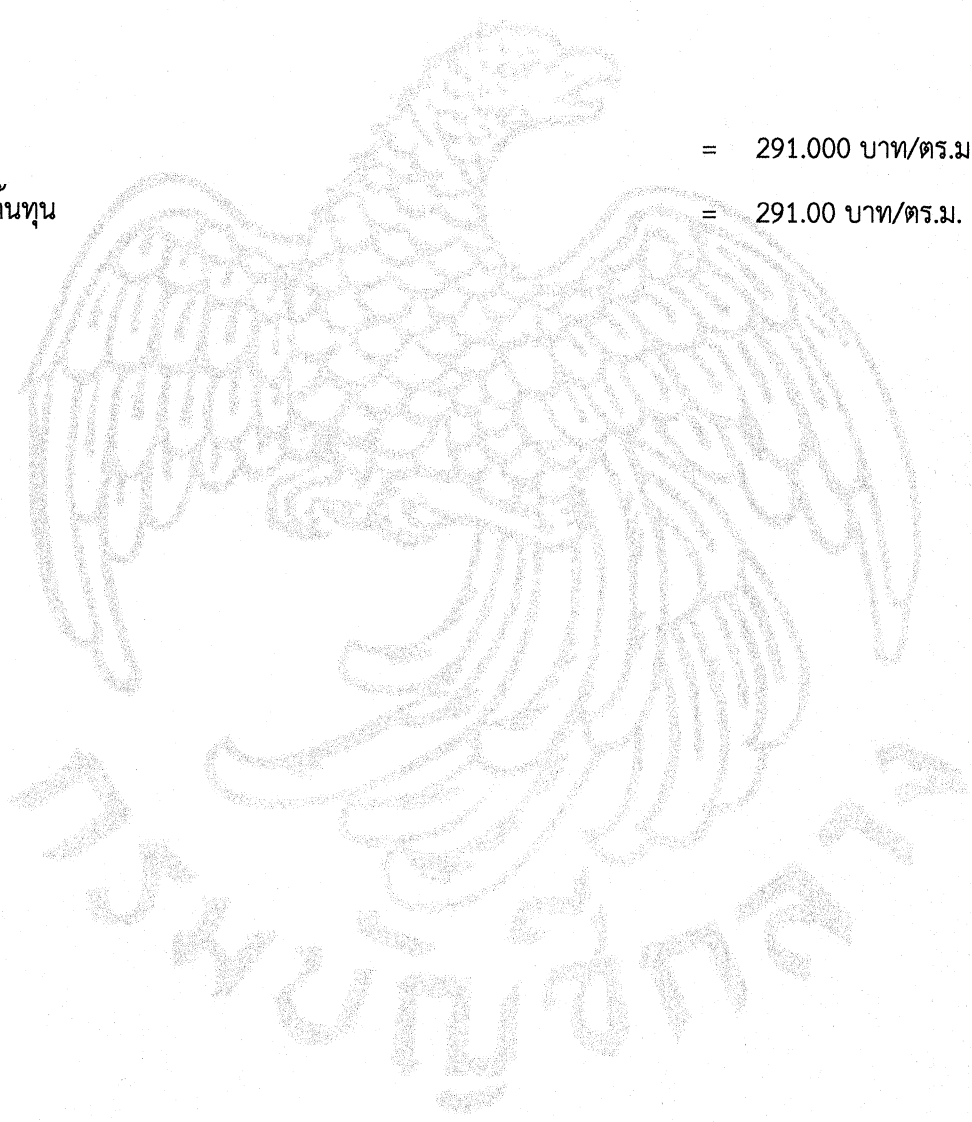 = 291.000 บาท/ตร.ม
ต้นทุน = 291.00 บาท/ตร.ม.
กรมบัญชีกลาง